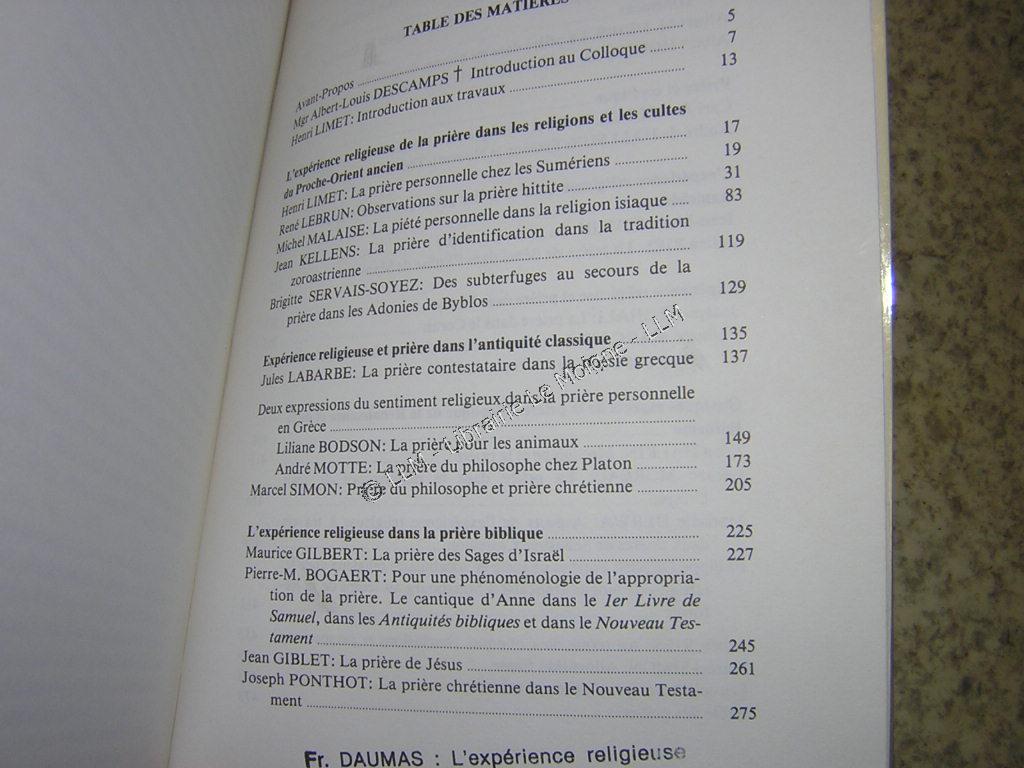 TABLE DES MATIÈRES
Avant-Propos ........ 5
Mgr Albert-Louis DESCAMPS † Introduction au Colloque ........ 7
Henri LIMET: Introduction aux travaux ........ 13
L'expérience religieuse de la prière dans les religions et les cultes
du Proche-Orient ancien ........ 17
Henri LIMET: La prière personnelle chez les Sumériens ........ 19
René LEBRUN: Observations sur la prière hittite ........ 31
Michel MALAISE: La piété personnelle dans la religion isiaque ..... 83
Jean KELLENS: La prière d'identification dans la tradition
zoroastrienne ........ 119
Brigitte SERVAIS-SOYEZ: Des subterfuges au secours de la
prière dans les Adonies de Byblos ........ 129
Expérience religieuse et prière dans l'antiquité classique ........ 135
Jules LABARBE: La prière contestataire dans la poésie grecque 137
Deux expressions du sentiment religieux dans la prière personnelle
en Grèce ........
Liliane BODSON: La prière pour les animaux ........ 149
André MOTTE: La prière du philosophe chez Platon ........ 173
Marcel SIMON: Prière du philosophe et prière chrétienne ........ 205
L'expérience religieuse dans la prière biblique ........ 225
Maurice GILBERT: La prière des Sages d'Israël ........ 227
Pierre-M. BOGAERT: Pour une phénoménologie de l'appropria-
tion de la prière. Le cantique d'Anne dans le 1er Livre de
Samuel, dans les Antiquités bibliques et dans le Nouveau Tes-
tament ........ 245
Jean GIBLET: La prière de Jésus ........ 261
Joseph PONTHOT: La prière chrétienne dans le Nouveau Testa-
ment ........ 275
Fr. DAUMAS : L'expérience religieuse
© LLM - Librairie Le Moigne - LLM